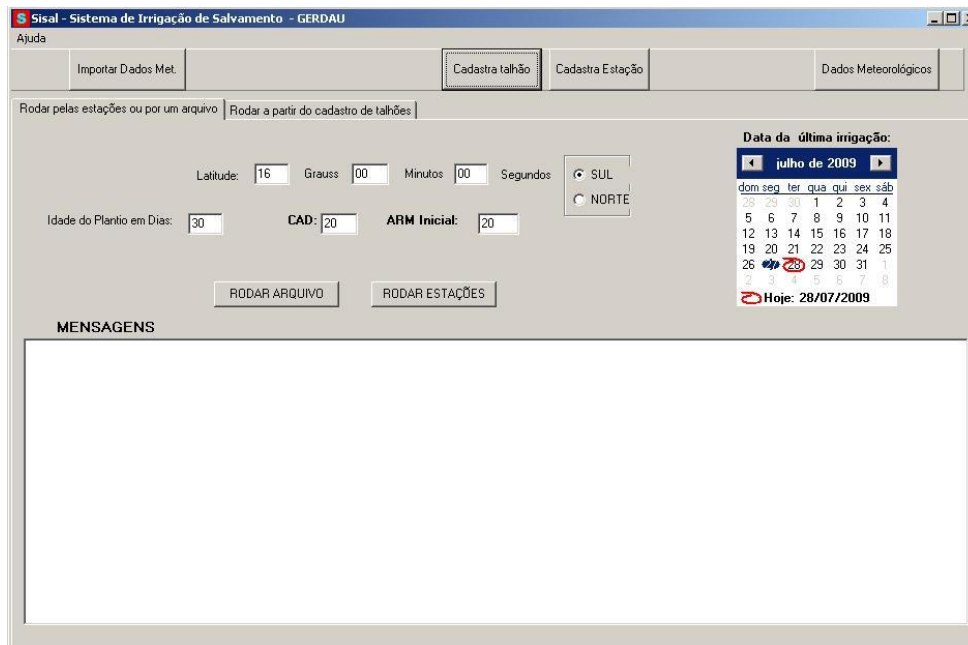 S Sisal - Sistema de Irrigação de Salvamento - GERDAU
Ajuda
Importar Dados Met. Cadastra talhão Cadastra Estação Dados Meteorológicos
Rodar pelas estações ou por um arquivo Rodar a partir do cadastro de talhões
Data da última irrigação:
julho de 2009
dom seg ter qua qui sex sáb
28 29 30 1 2 3 4
5 6 7 8 9 10 11
12 13 14 15 16 17 18
19 20 21 22 23 24 25
26 28 29 30 31 1
2 3 4 5 6 7 8
Hoje: 28/07/2009
Latitude: 16 Grauss 00 Minutos 00 Segundos
SUL
NORTE
Idade do Plantio em Dias: 30 CAD: 20 ARM Inicial: 20
RODAR ARQUIVO RODAR ESTAÇÕES
MENSAGENS